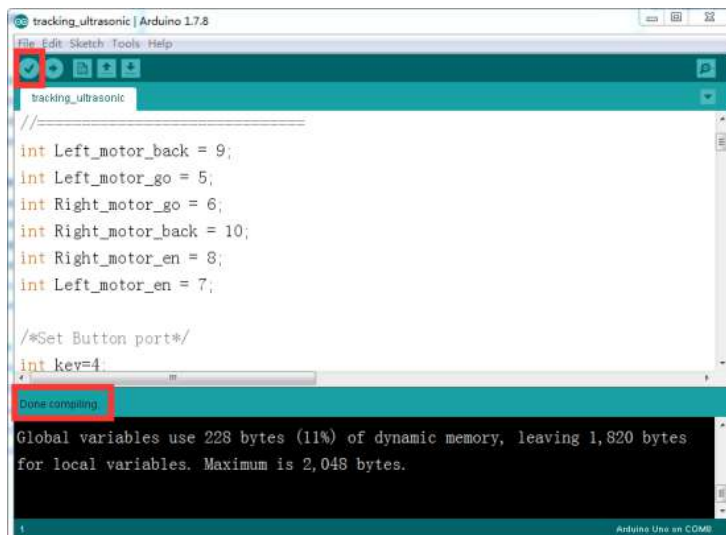 tracking_ultrasonic | Arduino 1.7.8
File Edit Sketch Tools Help
tracking_ultrasonic
//==============================
int Left_motor_back = 9;
int Left_motor_go = 5;
int Right_motor_go = 6;
int Right_motor_back = 10;
int Right_motor_en = 8;
int Left_motor_en = 7;
/*Set Button port*/
int key=4;
Done compiling.
Global variables use 228 bytes (11%) of dynamic memory, leaving 1,820 bytes
for local variables. Maximum is 2,048 bytes.
1
Arduino Uno on COM8